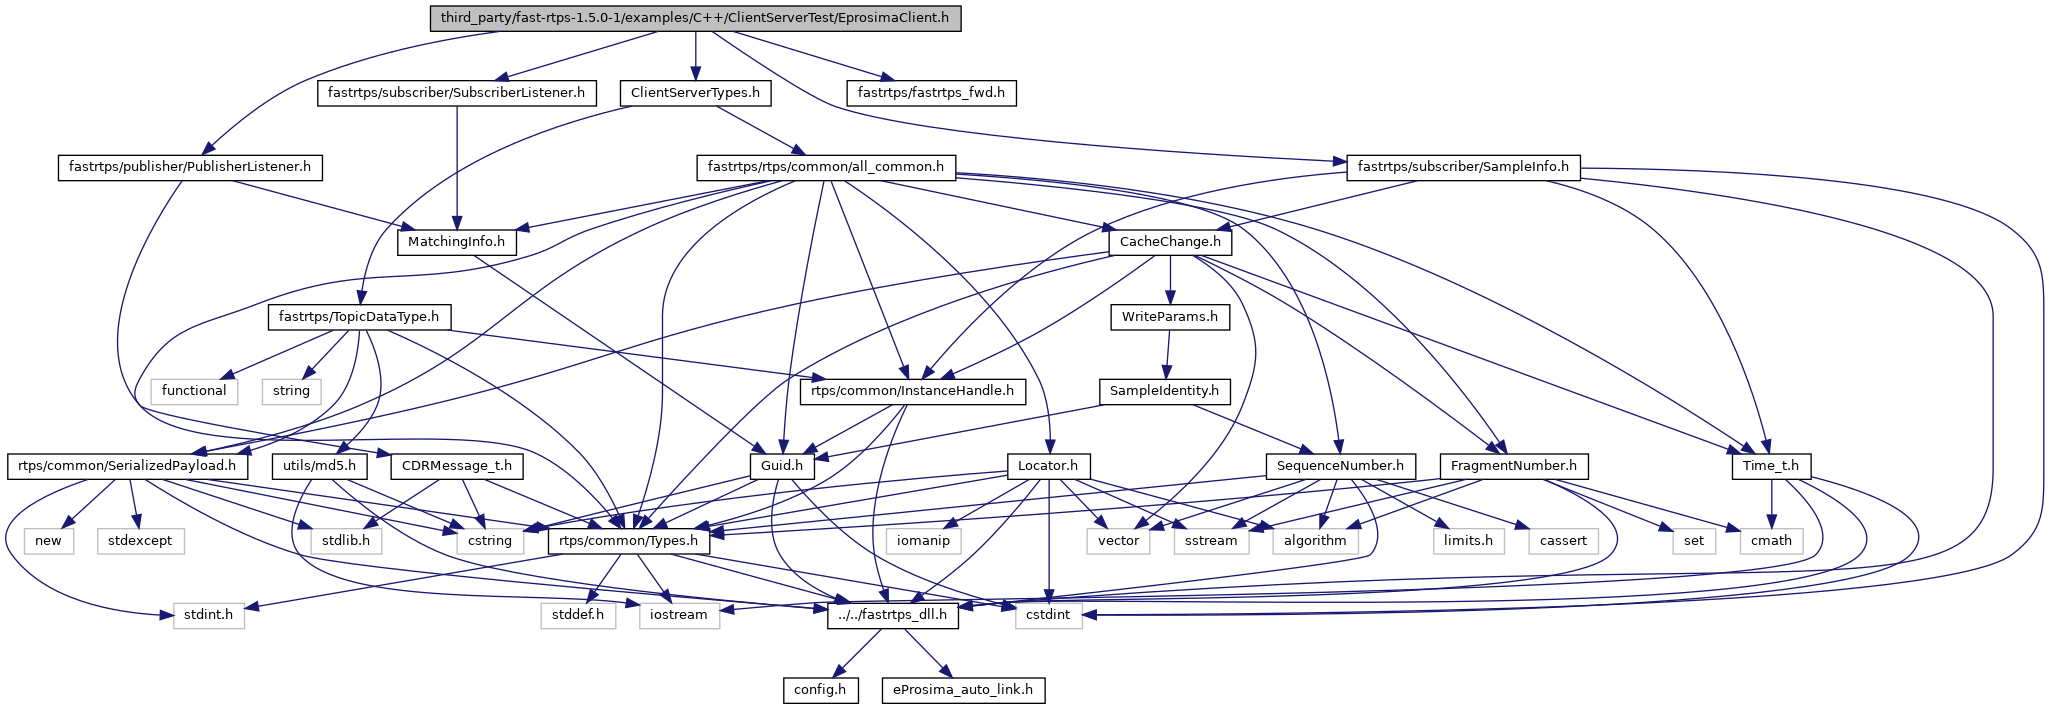 third_party/fast-rtps-1.5.0-1/examples/C++/ClientServerTest/EprosimaClient.h
fastrtps/subscriber/SubscriberListener.h
ClientServerTypes.h
fastrtps/fastrtps_fwd.h
fastrtps/publisher/PublisherListener.h
fastrtps/rtps/common/all_common.h
fastrtps/subscriber/SampleInfo.h
MatchingInfo.h
CacheChange.h
fastrtps/TopicDataType.h
WriteParams.h
functional
string
rtps/common/InstanceHandle.h
SampleIdentity.h
rtps/common/SerializedPayload.h
utils/md5.h
CDRMessage_t.h
Guid.h
Locator.h
SequenceNumber.h
FragmentNumber.h
Time_t.h
new
stdexcept
stdlib.h
cstring
rtps/common/Types.h
iomanip
vector
sstream
algorithm
limits.h
cassert
set
cmath
stdint.h
stddef.h
iostream
../../fastrtps_dll.h
cstdint
config.h
eProsima_auto_link.h